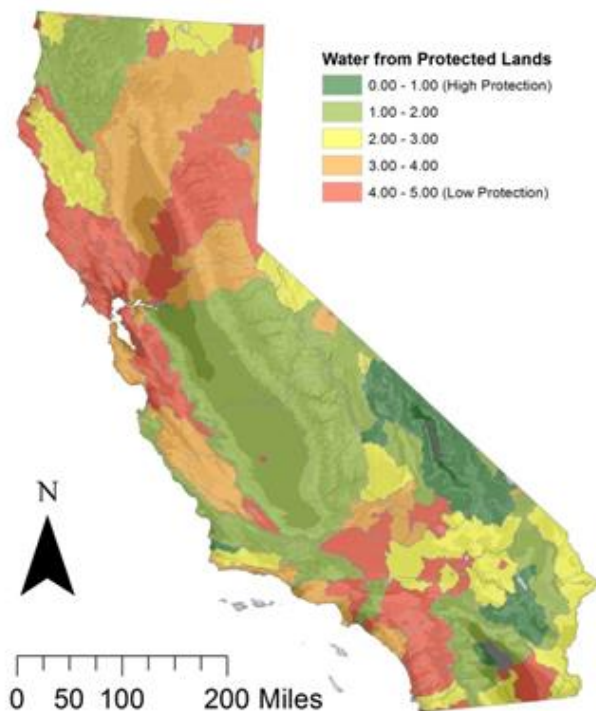 Water from Protected Lands
0.00 - 1.00 (High Protection)
1.00 - 2.00
2.00 - 3.00
3.00 - 4.00
4.00 - 5.00 (Low Protection)
N
0 50 100 200 Miles